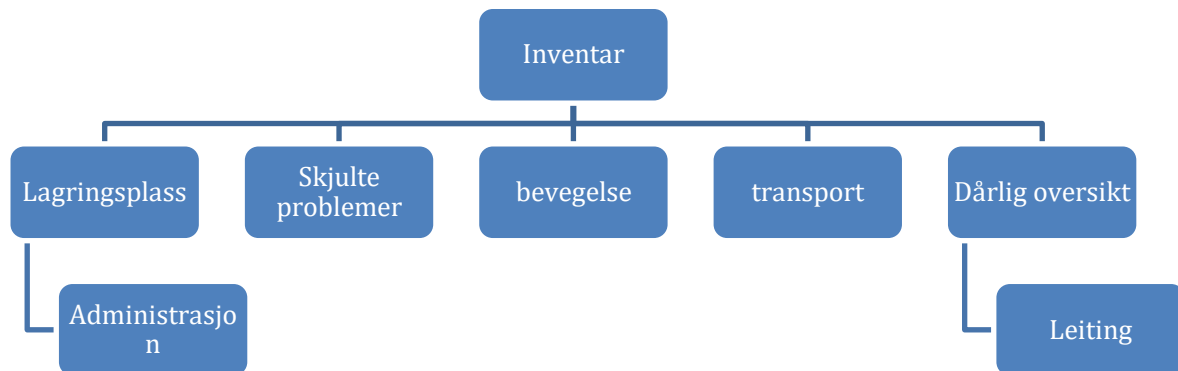 Inventar
Lagringsplass
Skjulte
problemer
bevegelse
transport
Dårlig oversikt
Administrasjo
n
Leiting